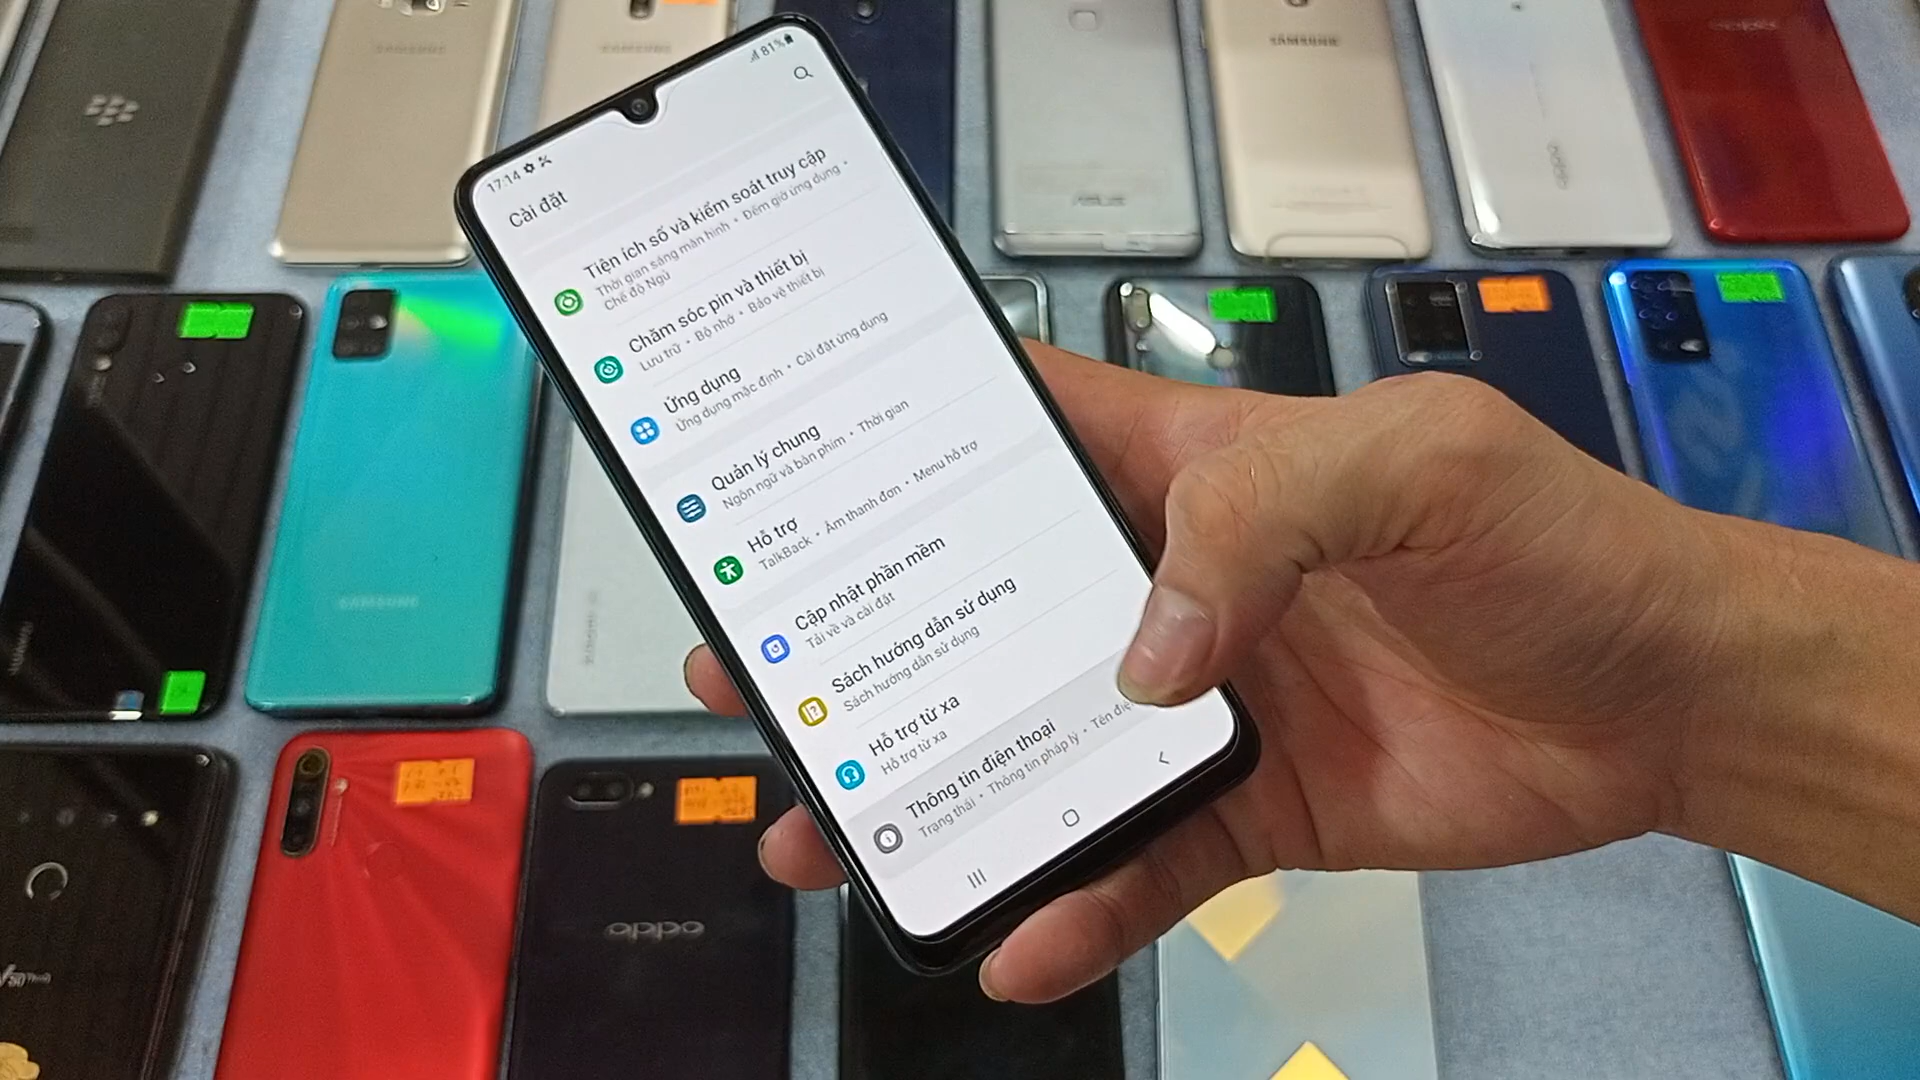 SAMSUNG
SAMSUNG
SAMSUNG
oppo
ASUS
17:14
81%
Cài đặt
Tiện ích số và kiểm soát truy cập
Thời gian sáng màn hình • Đếm giờ ứng dụng •
Chế độ Ngủ
Chăm sóc pin và thiết bị
Lưu trữ • Bộ nhớ • Bảo vệ thiết bị
Ứng dụng
Ứng dụng mặc định • Cài đặt ứng dụng
Quản lý chung
Ngôn ngữ và bàn phím • Thời gian
Hỗ trợ
TalkBack • Âm thanh đơn • Menu hỗ trợ
Cập nhật phần mềm
Tải về và cài đặt
Sách hướng dẫn sử dụng
Sách hướng dẫn sử dụng
Hỗ trợ từ xa
Hỗ trợ từ xa
Thông tin điện thoại
Trạng thái • Thông tin pháp lý • Tên
SAMSUNG
oppo
V50 ThinQ